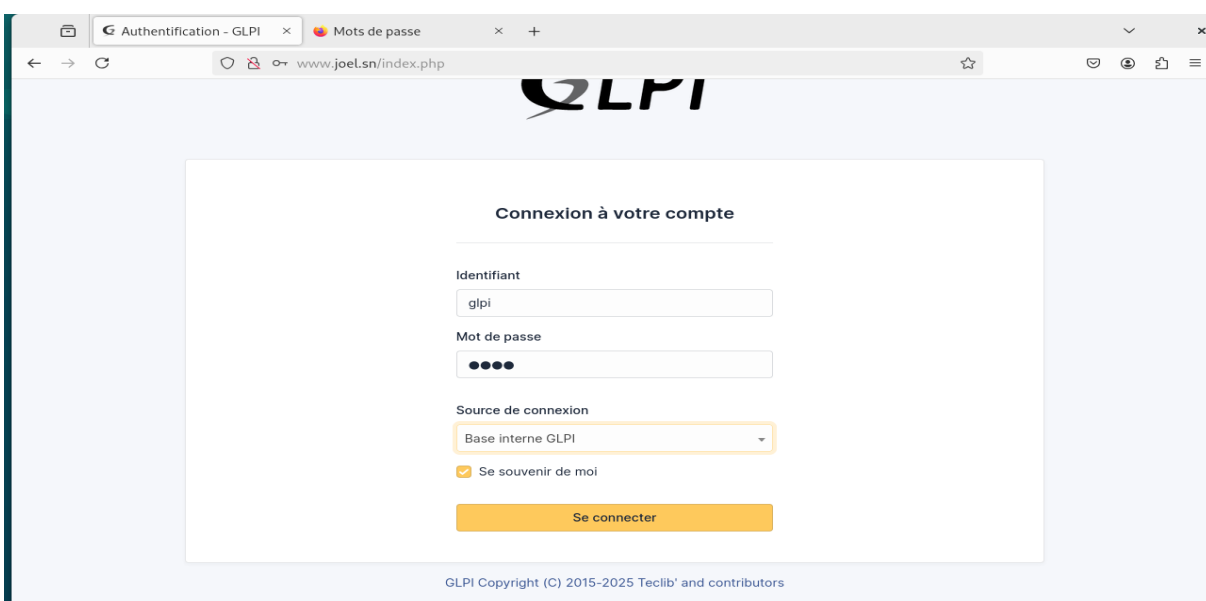 Authentification - GLPI
Mots de passe
www.joel.sn/index.php
GLPI
Connexion à votre compte
Identifiant
glpi
Mot de passe
Source de connexion
Base interne GLPI
Se souvenir de moi
Se connecter
GLPI Copyright (C) 2015-2025 Teclib' and contributors